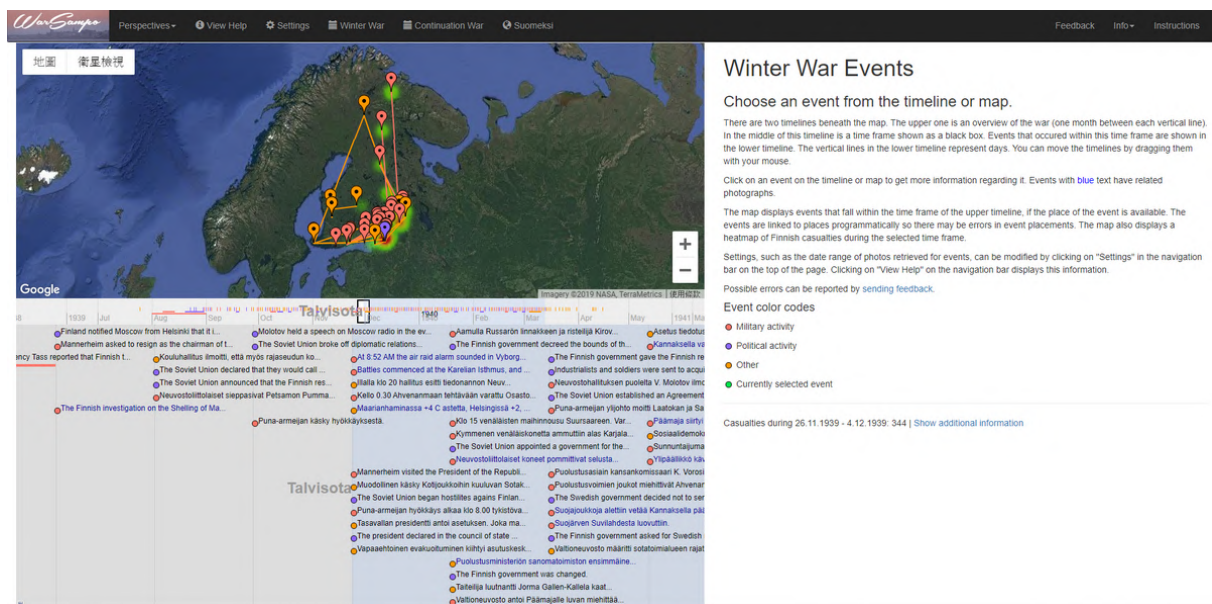 WarSampo
Perspectives
View Help
Settings
Winter War
Continuation War
Suomeksi
Feedback
Info
Instructions
地圖
衛星檢視
Google
Imagery ©2019 NASA, TerraMetrics
使用條款
1939 Jul Aug Sep Oct Nov Dec 1940 Feb Mar Apr May 1941
Talvisota
Finland notified Moscow from Helsinki that it i...
Molotov held a speech on Moscow radio in the ev...
Aamulla Russarön linnakkeen ja risteilijä Kirov...
Asetus tiedotus
Mannerheim asked to resign as the chairman of t...
The Soviet Union broke off diplomatic relations...
The Finnish government decreed the bounds of th...
Kannaksella va
ency Tass reported that Finnish t...
Kouluhallitus ilmoitti, että myös rajaseudun ko...
At 8:52 AM the air raid alarm sounded in Vyborg...
The Finnish government gave the Finnish re
The Soviet Union declared that they would call ...
Battles commenced at the Karelian Isthmus, and ...
Industrialists and soldiers were sent to acqui
The Soviet Union announced that the Finnish res...
Illalla klo 20 hallitus esitti tiedonannon Neuv...
Neuvostohallituksen puolelta V. Molotov ilmo
Neuvostoliittolaiset sieppasivat Petsamon Pumma...
Kello 0.30 Ahvenanmaan tehtävään varattu Osasto...
The Soviet Union established an Agreement
The Finnish investigation on the Shelling of Ma...
Maarianhaminassa +4 C astetta, Helsingissä +2, ...
Puna-armeijan ylijohto moitti Laatokan ja Sa
Puna-armeijan käsky hyökkäyksestä.
Klo 15 venäläisten maihinnousu Suursaareen. Var...
Päämaja siirtyi
Kymmenen venäläiskonetta ammuttiin alas Karjala...
Sosiaalidemok
The Soviet Union appointed a government for the...
Sunnuntaijuma
Neuvostoliittolaiset koneet pommittivat selusta...
Ylipäällikkö käv
Mannerheim visited the President of the Republi...
Puolustusasiain kansankomissaari K. Vorosi
Talvisota
Muodollinen käsky Kotijoukkoihin kuuluvan Sotak...
Puolustusvoimien joukot miehittivät Ahvenan
The Soviet Union began hostilites agains Finlan...
The Swedish government decided not to ser
Puna-armeijan hyökkäys alkaa klo 8.00 tykistöva...
Suojajoukkoja alettiin vetää Kannaksella pää
Tasavallan presidentti antoi asetuksen. Joka ma...
Suojärven Suvilahdesta luovuttiin.
The president declared in the council of state ...
The Finnish government asked for Swedish
Vapaaehtoinen evakuoituminen kiihtyi asutuskesk...
Valtioneuvosto määritti sotatoimialueen rajat
Puolustusministeriön sanomatoimiston ensimmäine...
The Finnish government was changed.
Taiteilija luutnantti Jorma Gallen-Kallela kaat...
Valtioneuvosto antoi Päämajalle luvan miehittää...
Winter War Events
Choose an event from the timeline or map.
There are two timelines beneath the map. The upper one is an overview of the war (one month between each vertical line).
In the middle of this timeline is a time frame shown as a black box. Events that occured within this time frame are shown in
the lower timeline. The vertical lines in the lower timeline represent days. You can move the timelines by dragging them
with your mouse.
Click on an event on the timeline or map to get more information regarding it. Events with blue text have related
photographs.
The map displays events that fall within the time frame of the upper timeline, if the place of the event is available. The
events are linked to places programmatically so there may be errors in event placements. The map also displays a
heatmap of Finnish casualties during the selected time frame.
Settings, such as the date range of photos retrieved for events, can be modified by clicking on "Settings" in the navigation
bar on the top of the page. Clicking on "View Help" on the navigation bar displays this information.
Possible errors can be reported by sending feedback.
Event color codes
Military activity
Political activity
Other
Currently selected event
Casualties during 26.11.1939 - 4.12.1939: 344 | Show additional information